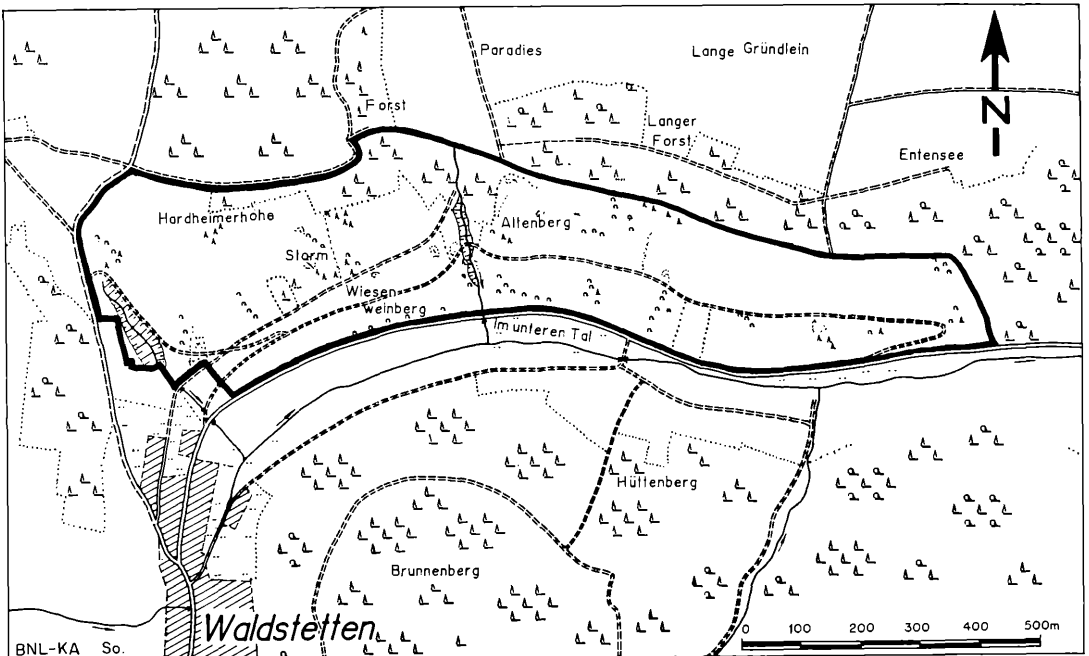 Paradies
Lange Gründlein
Forst
Langer
Forst
N
Entensee
Hardheimerhöhe
Altenberg
Storm
Wiesen-
weinberg
Im unteren Tal
Hüttenberg
Brunnenberg
Waldstetten
0 100 200 300 400 500m
BNL-KA So.